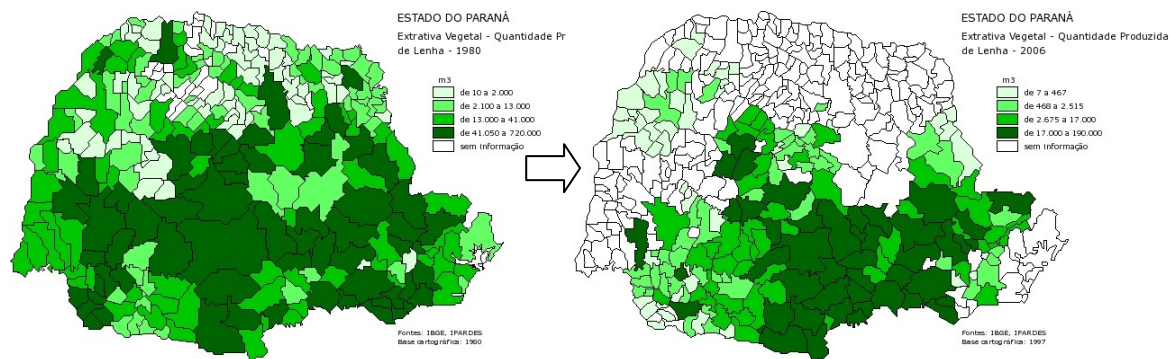 ESTADO DO PARANÁ
Extrativa Vegetal - Quantidade Pr
de Lenha - 1980
m3
de 10 a 2.000
de 2.100 a 13.000
de 13.000 a 41.000
de 41.050 a 720.000
sem informação
Fontes: IBGE, IPARDES
Base cartográfica: 1980
ESTADO DO PARANÁ
Extrativa Vegetal - Quantidade Produzida
de Lenha - 2006
m3
de 7 a 467
de 468 a 2.515
de 2.675 a 17.000
de 17.000 a 190.000
sem informação
Fontes: IBGE, IPARDES
Base cartográfica: 1997